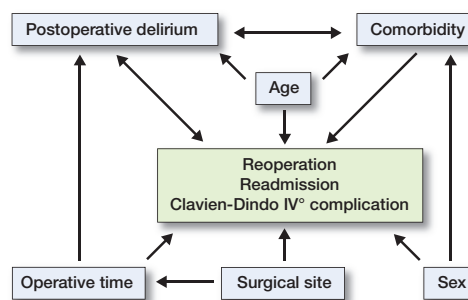 Postoperative delirium
Comorbidity
Age
Reoperation
Readmission
Clavien-Dindo IV° complication
Operative time
Surgical site
Sex